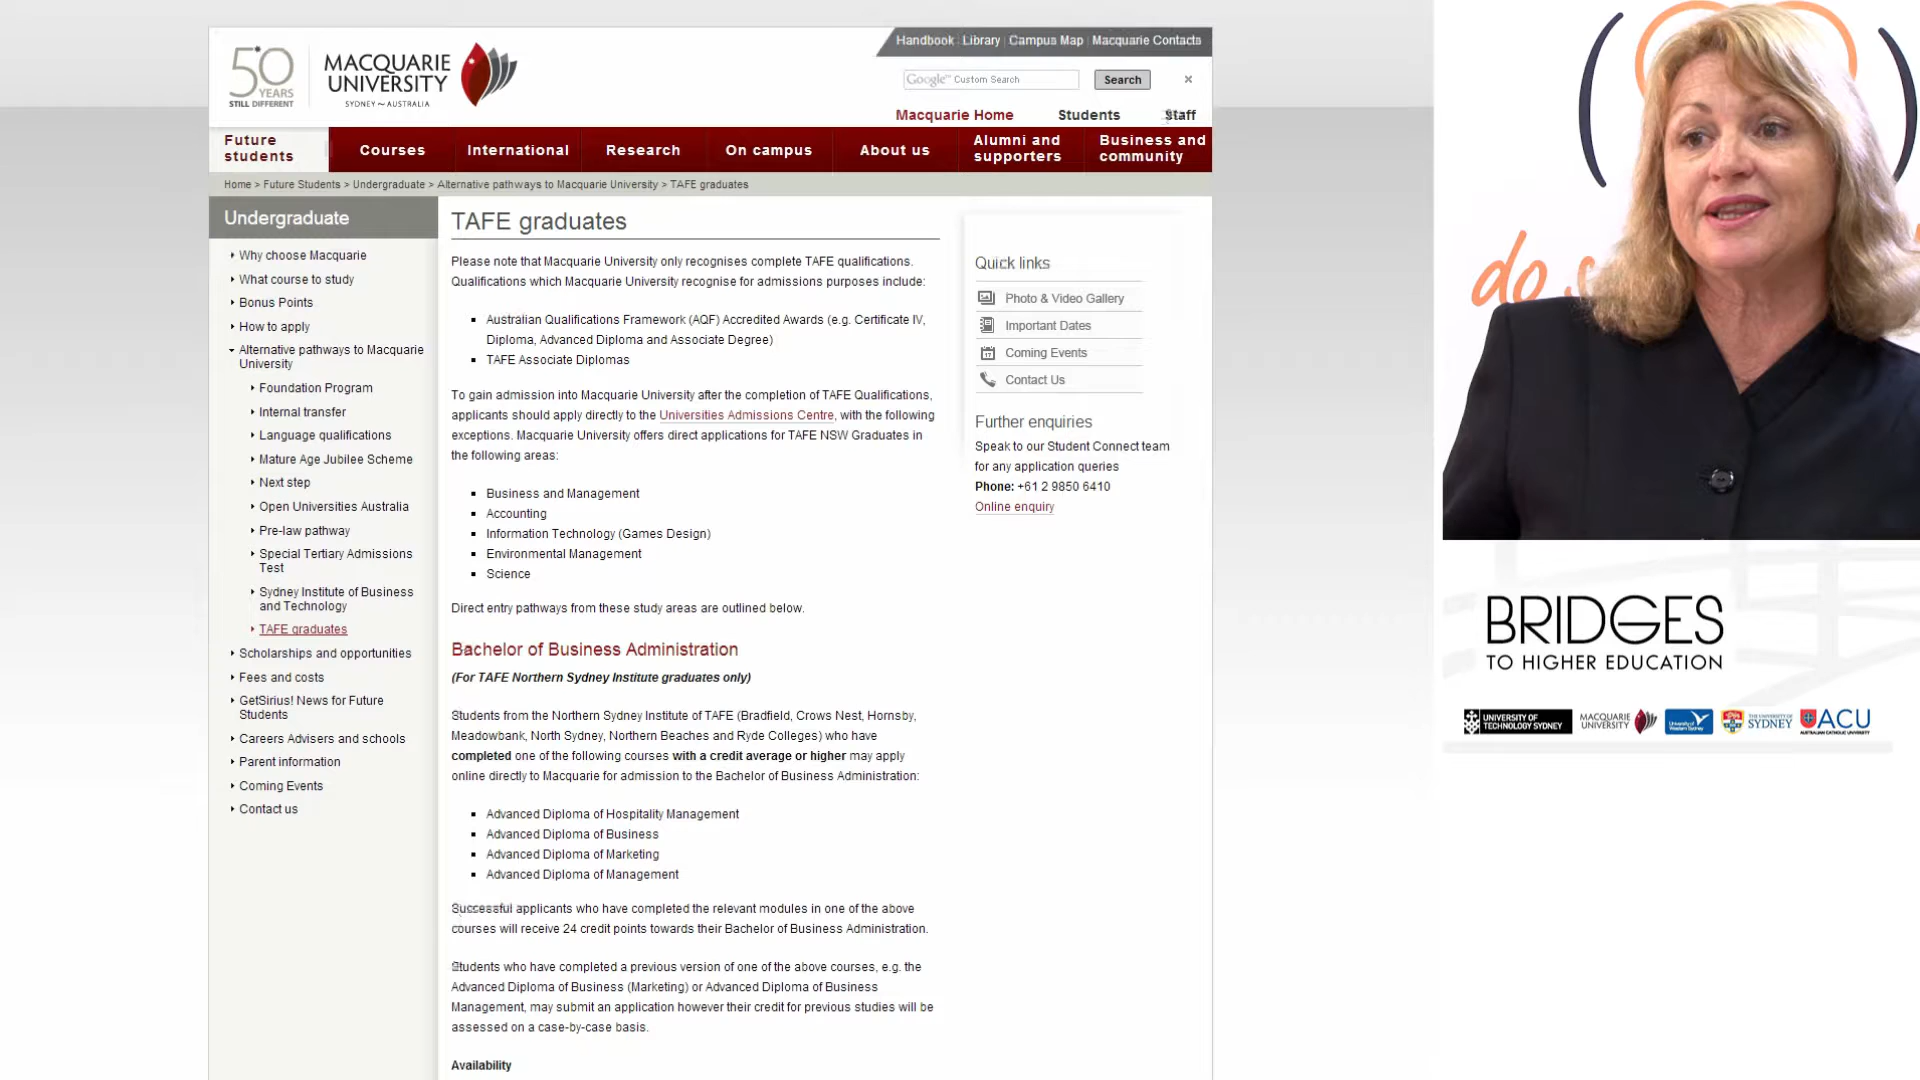 Handbook Library Campus Map Macquarie Contacts
50 YEARS
STILL DIFFERENT
MACQUARIE
UNIVERSITY
SYDNEY ~ AUSTRALIA
Google™ Custom Search
Search
×
Macquarie Home Students Staff
Future students
Courses
International
Research
On campus
About us
Alumni and supporters
Business and community
Home > Future Students > Undergraduate > Alternative pathways to Macquarie University > TAFE graduates
Undergraduate
Why choose Macquarie
What course to study
Bonus Points
How to apply
Alternative pathways to Macquarie
University
Foundation Program
Internal transfer
Language qualifications
Mature Age Jubilee Scheme
Next step
Open Universities Australia
Pre-law pathway
Special Tertiary Admissions
Test
Sydney Institute of Business
and Technology
TAFE graduates
Scholarships and opportunities
Fees and costs
GetSirius! News for Future
Students
Careers Advisers and schools
Parent information
Coming Events
Contact us
TAFE graduates
Please note that Macquarie University only recognises complete TAFE qualifications.
Qualifications which Macquarie University recognise for admissions purposes include:
Australian Qualifications Framework (AQF) Accredited Awards (e.g. Certificate IV,
Diploma, Advanced Diploma and Associate Degree)
TAFE Associate Diplomas
To gain admission into Macquarie University after the completion of TAFE Qualifications,
applicants should apply directly to the Universities Admissions Centre, with the following
exceptions. Macquarie University offers direct applications for TAFE NSW Graduates in
the following areas:
Business and Management
Accounting
Information Technology (Games Design)
Environmental Management
Science
Direct entry pathways from these study areas are outlined below.
Bachelor of Business Administration
(For TAFE Northern Sydney Institute graduates only)
Students from the Northern Sydney Institute of TAFE (Bradfield, Crows Nest, Hornsby,
Meadowbank, North Sydney, Northern Beaches and Ryde Colleges) who have
completed one of the following courses with a credit average or higher may apply
online directly to Macquarie for admission to the Bachelor of Business Administration:
Advanced Diploma of Hospitality Management
Advanced Diploma of Business
Advanced Diploma of Marketing
Advanced Diploma of Management
Successful applicants who have completed the relevant modules in one of the above
courses will receive 24 credit points towards their Bachelor of Business Administration.
Students who have completed a previous version of one of the above courses, e.g. the
Advanced Diploma of Business (Marketing) or Advanced Diploma of Business
Management, may submit an application however their credit for previous studies will be
assessed on a case-by-case basis.
Availability
Quick links
Photo & Video Gallery
Important Dates
Coming Events
Contact Us
Further enquiries
Speak to our Student Connect team
for any application queries
Phone: +61 2 9850 6410
Online enquiry
do
BRIDGES
TO HIGHER EDUCATION
UNIVERSITY OF
TECHNOLOGY SYDNEY
MACQUARIE
UNIVERSITY
University of
Western Sydney
THE UNIVERSITY OF
SYDNEY
ACU
AUSTRALIAN CATHOLIC UNIVERSITY